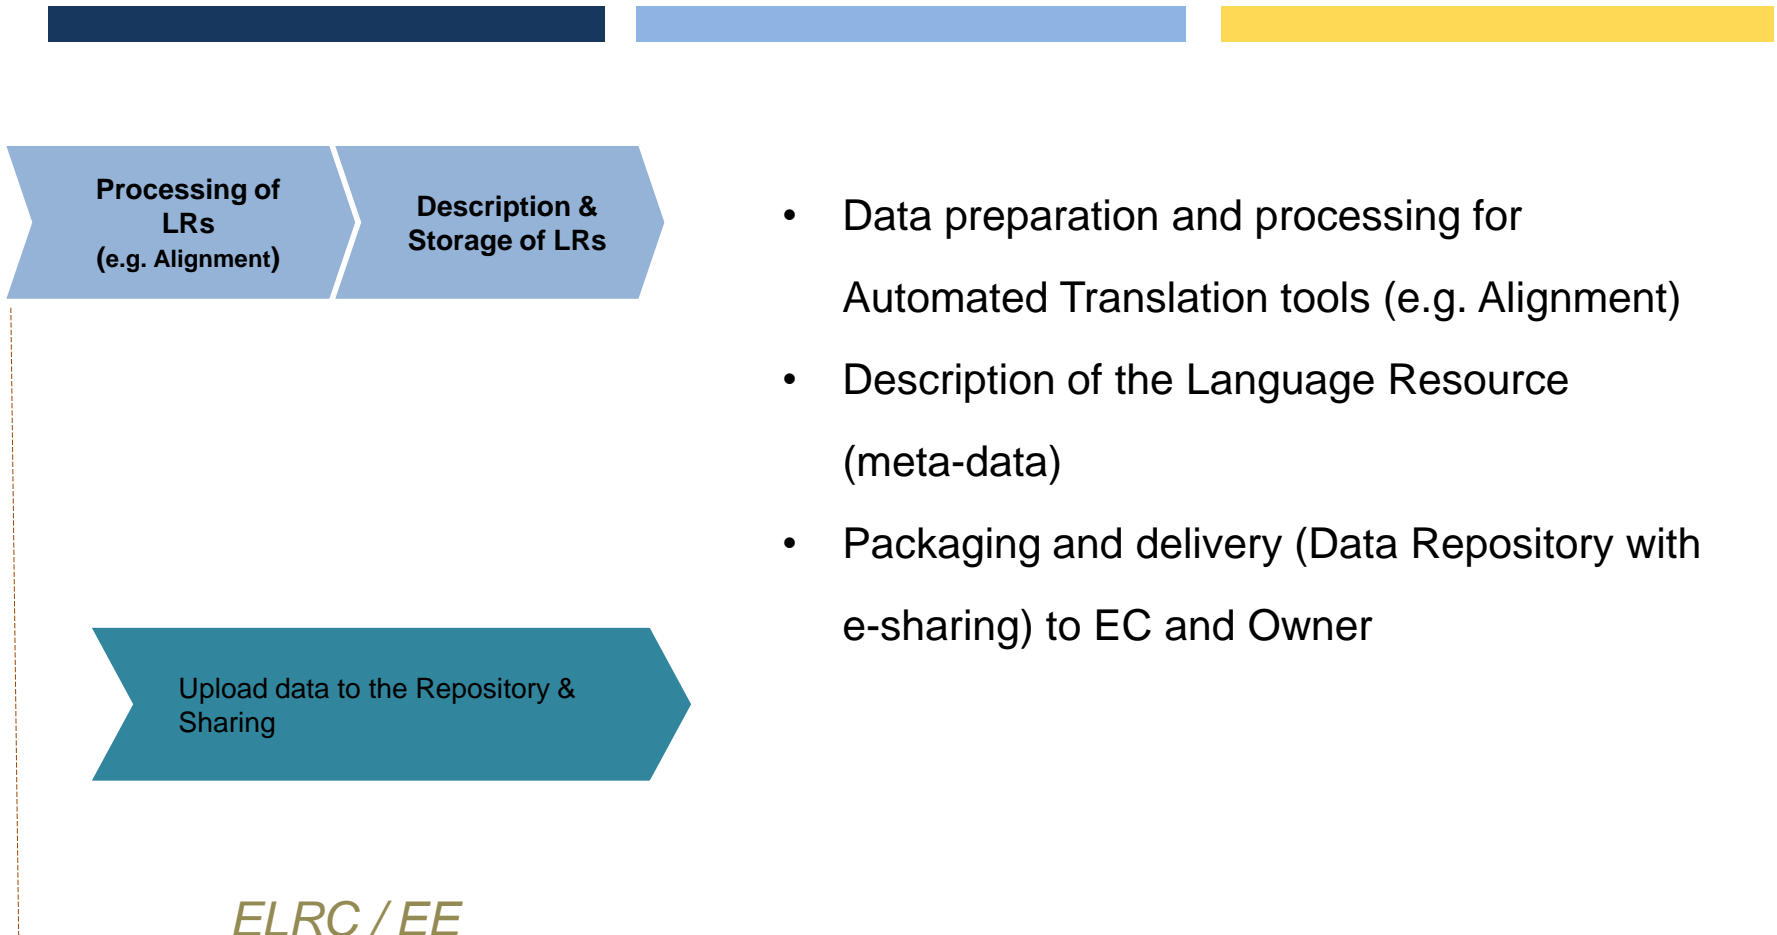 Processing of
LRs
(e.g. Alignment)
Description &
Storage of LRs
• Data preparation and processing for
Automated Translation tools (e.g. Alignment)
• Description of the Language Resource
(meta-data)
• Packaging and delivery (Data Repository with
e-sharing) to EC and Owner
Upload data to the Repository &
Sharing
ELRC / EE